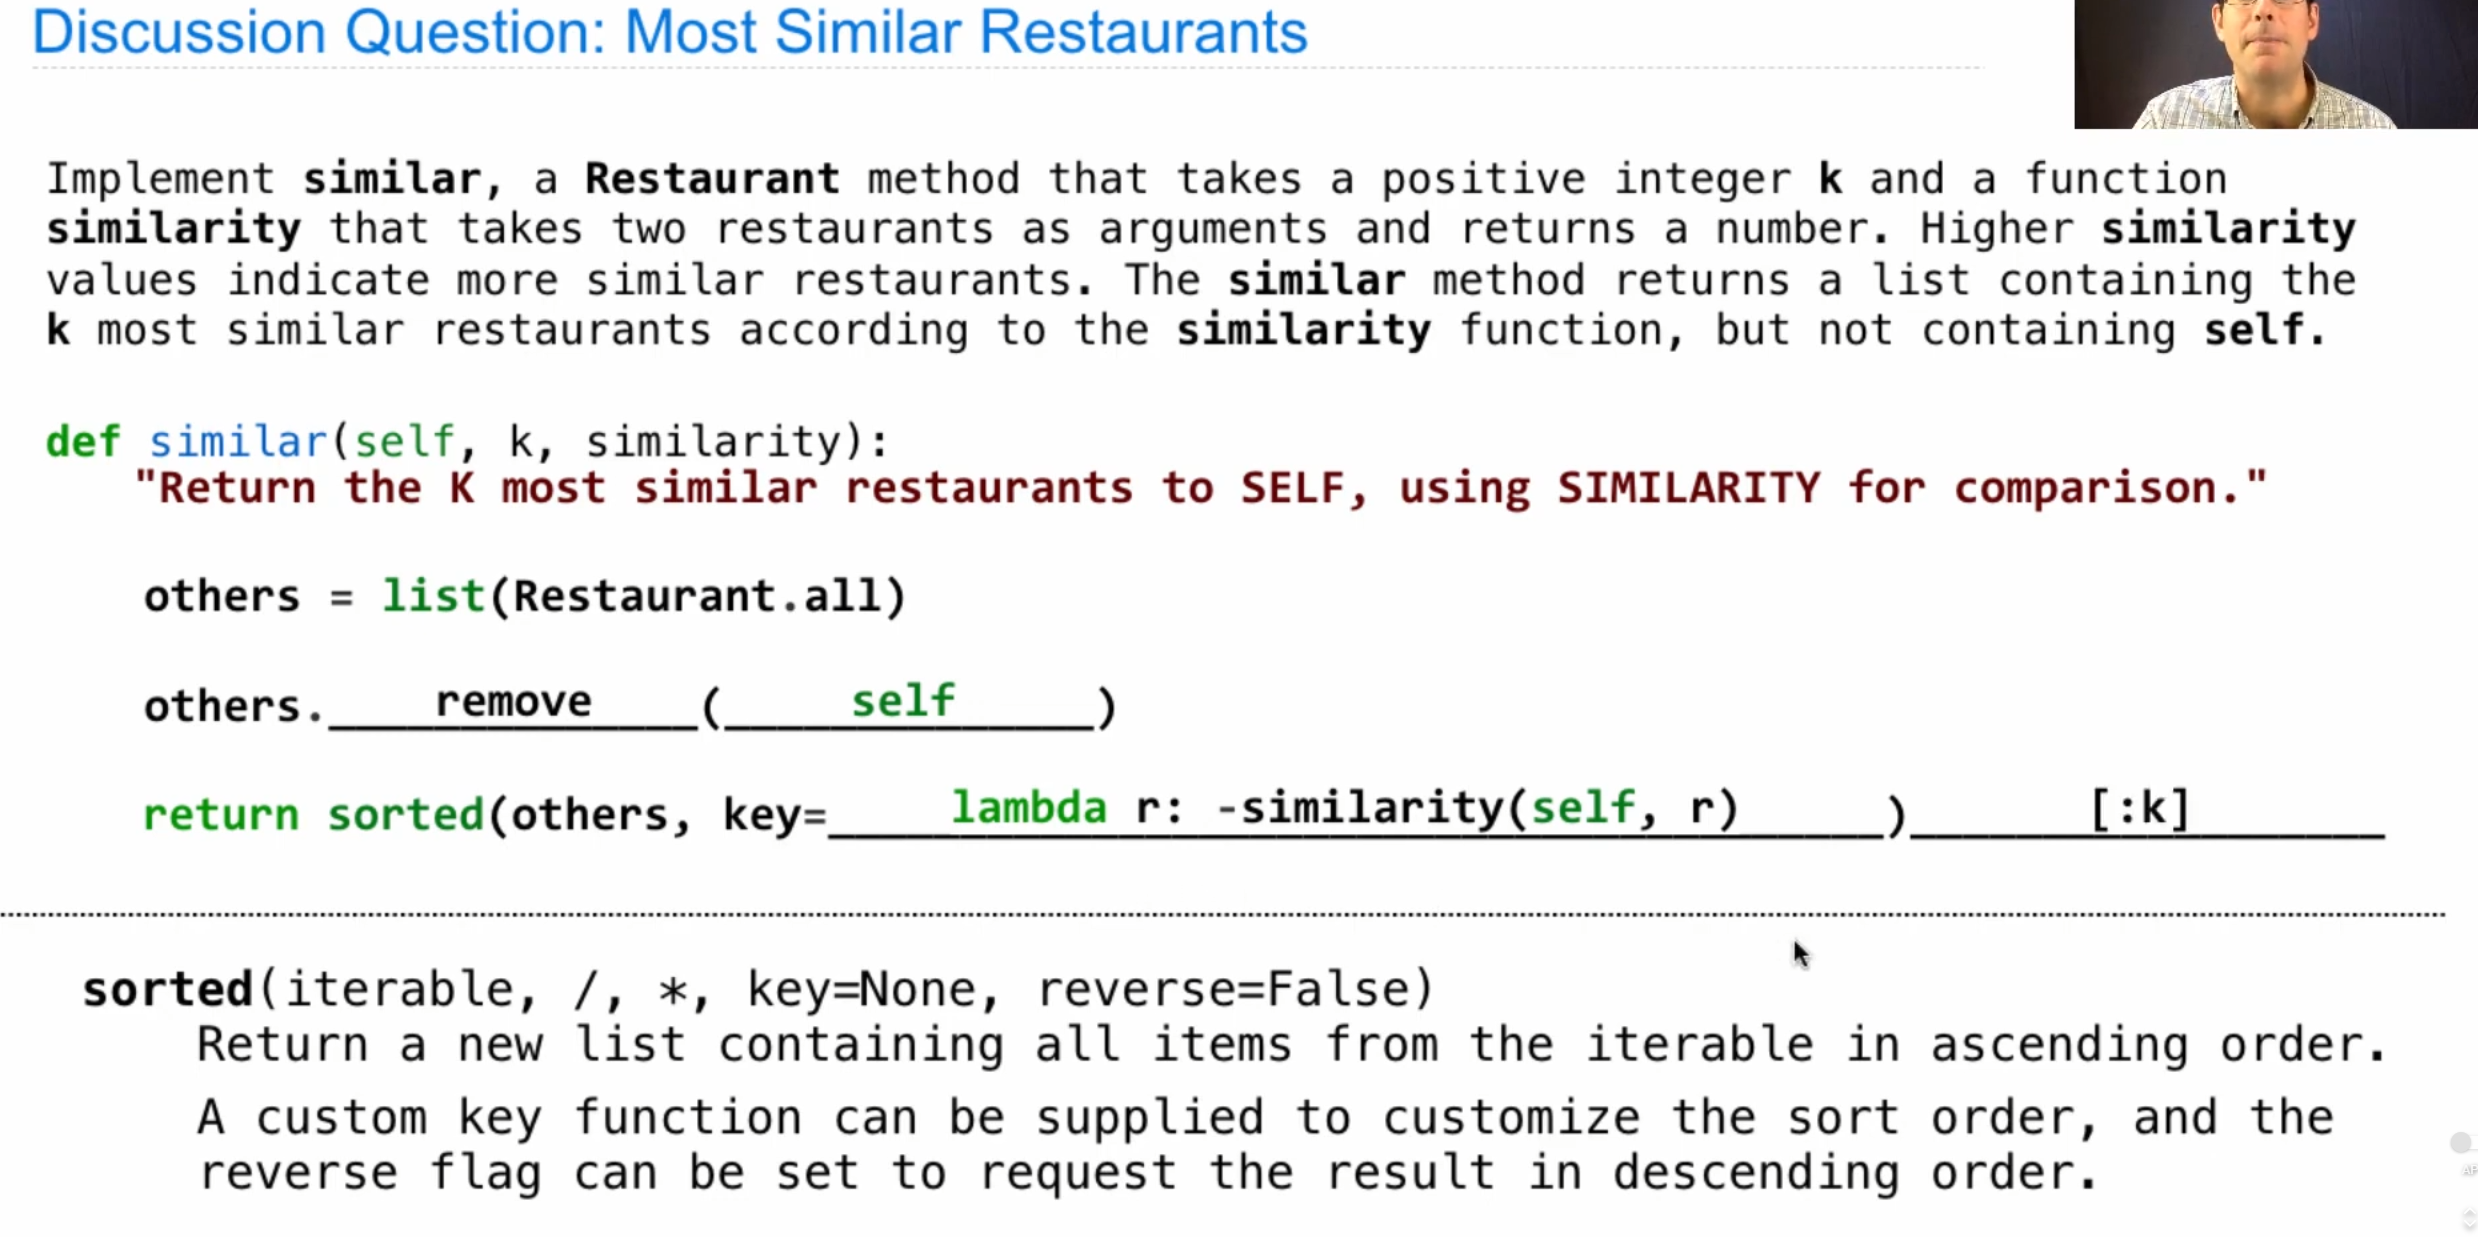 Discussion Question: Most Similar Restaurants
Implement similar, a Restaurant method that takes a positive integer k and a function
similarity that takes two restaurants as arguments and returns a number. Higher similarity
values indicate more similar restaurants. The similar method returns a list containing the
k most similar restaurants according to the similarity function, but not containing self.
def similar(self, k, similarity):
"Return the K most similar restaurants to SELF, using SIMILARITY for comparison."
others = list(Restaurant.all)
others.____remove____(____self____)
return sorted(others, key=____lambda r: -similarity(self, r)____)____[:k]____
sorted(iterable, /, *, key=None, reverse=False)
Return a new list containing all items from the iterable in ascending order.
A custom key function can be supplied to customize the sort order, and the
reverse flag can be set to request the result in descending order.